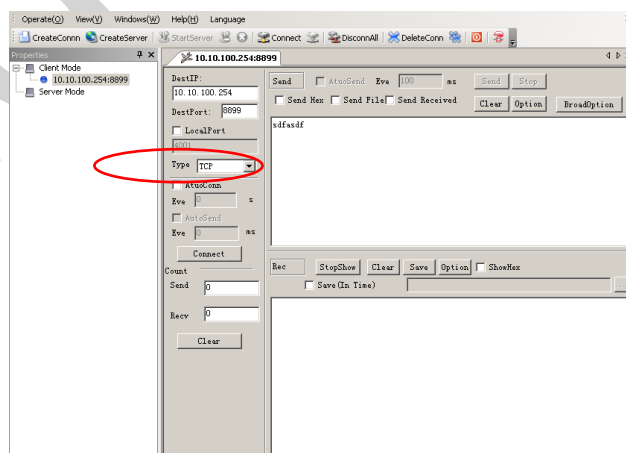 Operate(O) View(V) Windows(W) Help(H) Language
CreateConnn CreateServer StartServer Connect DisconnAll DeleteConn
Properties
10.10.100.254:8899
Client Mode
10.10.100.254:8899
Server Mode
DestIP:
10.10.100.254
DestPort: 8899
LocalPort
4001
Type TCP
AtuoConn
Eve 0 s
AutoSend
Eve 0 ms
Connect
Count
Send 0
Recv 0
Clear
Send AtuoSend Eve 100 ms Send Stop
Send Hex Send File Send Received Clear Option BroadOption
sdfasdf
Rec StopShow Clear Save Option ShowHex
Save(In Time) ...